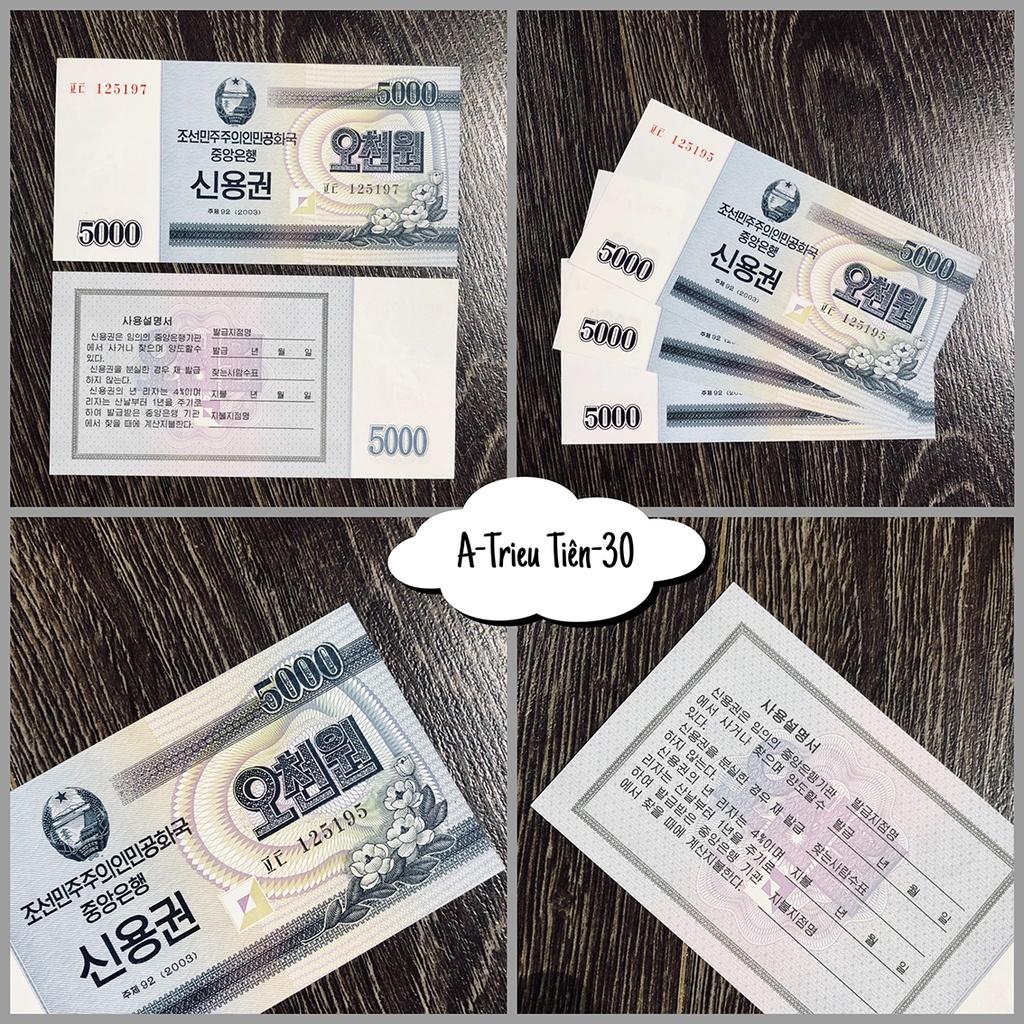 125197
5000
조선민주주의인민공화국
오천원
중앙은행
신용권
125197
주체 92 (2003)
5000
사용설명서
신용권은 임의의 중앙은행기관
에서 사거나 찾으며 양도할수
있다.
신용권을 분실한 경우 재 발급
하지 않는다.
신용권의 년 리자는 4%이며
리자는 산날부터 1년을 주기로
하여 발급받은 중앙은행 기관
에서 찾을 때에 계산지불한다.
발급지점명
발급 년 월 일
찾는사람수표
지불 년 월 일
지불지점명
5000
125195
5000
조선민주주의인민공화국
중앙은행
오천원
신용권
125195
주체 92 (2003)
5000
5000
5000
A-Trieu Tiên-30
5000
오천원
125195
조선민주주의인민공화국
중앙은행
신용권
주체 92 (2003)
사용설명서
신용권은 임의의 중앙은행기관
에서 사거나 찾으며 양도할수
있다.
신용권을 분실한 경우 재 발급
하지 않는다.
신용권의 년 리자는 4%이며
리자는 산날부터 1년을 주기로
하여 발급받은 중앙은행 기관
에서 찾을 때에 계산지불한다.
발급지점명
발급 년 월 일
찾는사람수표
지불 년 월 일
지불지점명